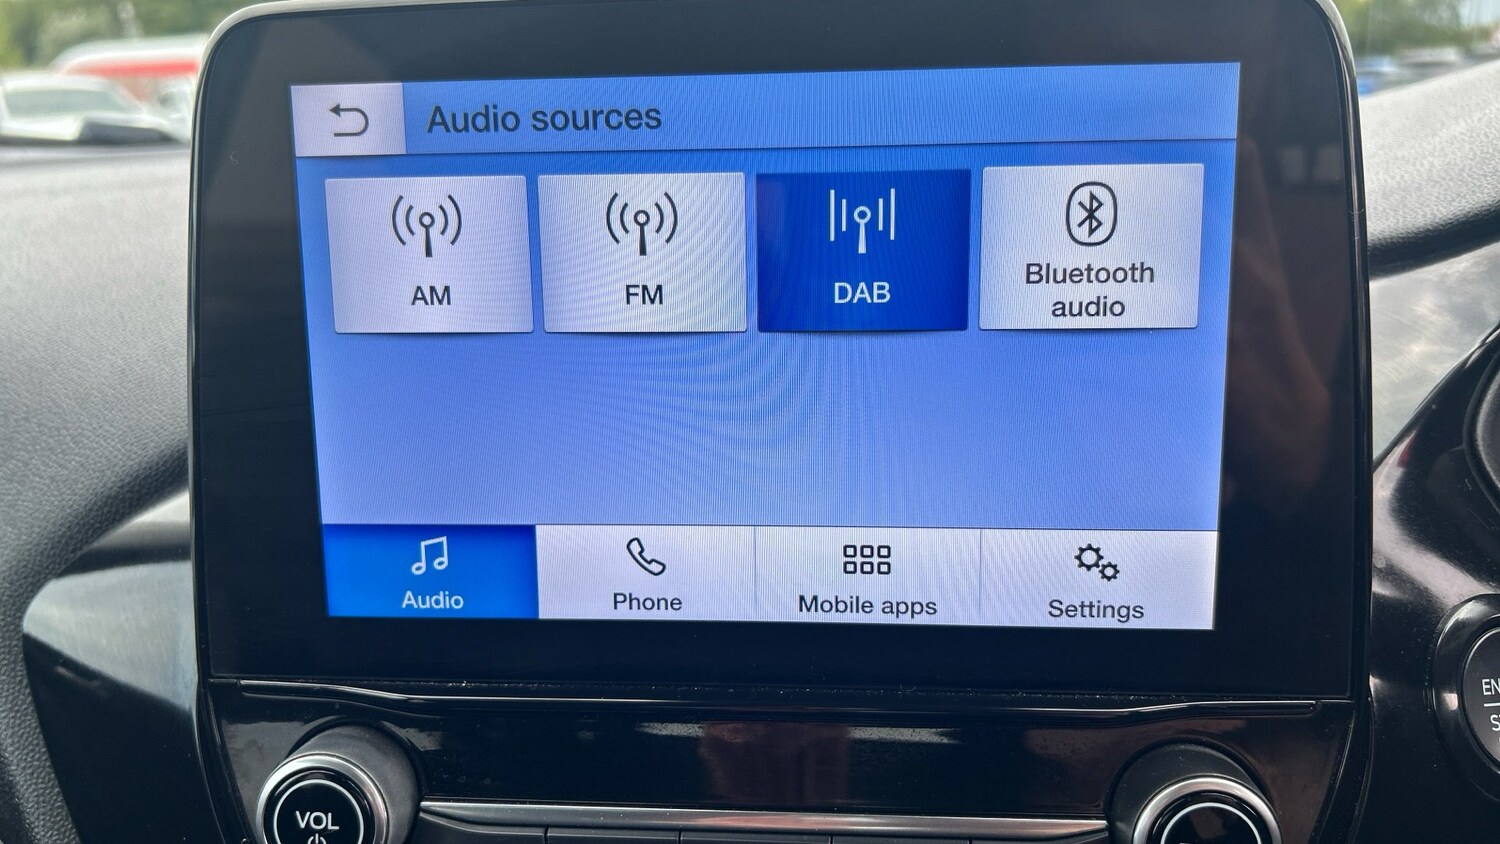 Audio sources
AM
FM
DAB
Bluetooth
audio
Audio
Phone
Mobile apps
Settings
VOL